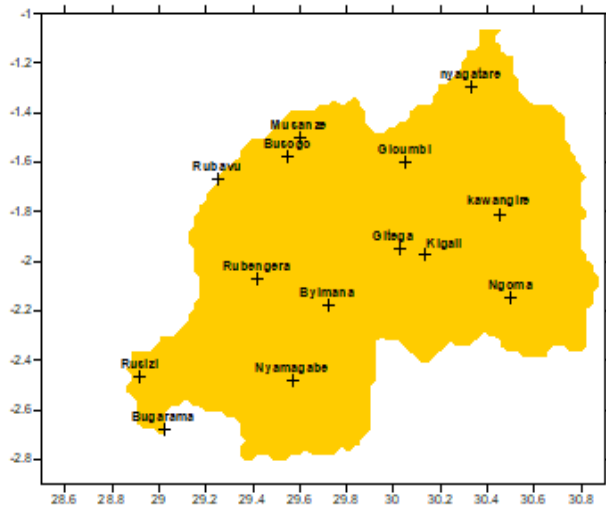 -1
-1.2
-1.4
-1.6
-1.8
-2
-2.2
-2.4
-2.6
-2.8
nyagatare
Musanze
Busogo
Gicumbi
Rubavu
kawangire
Gitega
Kigali
Rubengera
Ngoma
Byimana
Rusizi
Nyamagabe
Bugarama
28.6 28.8 29 29.2 29.4 29.6 29.8 30 30.2 30.4 30.6 30.8